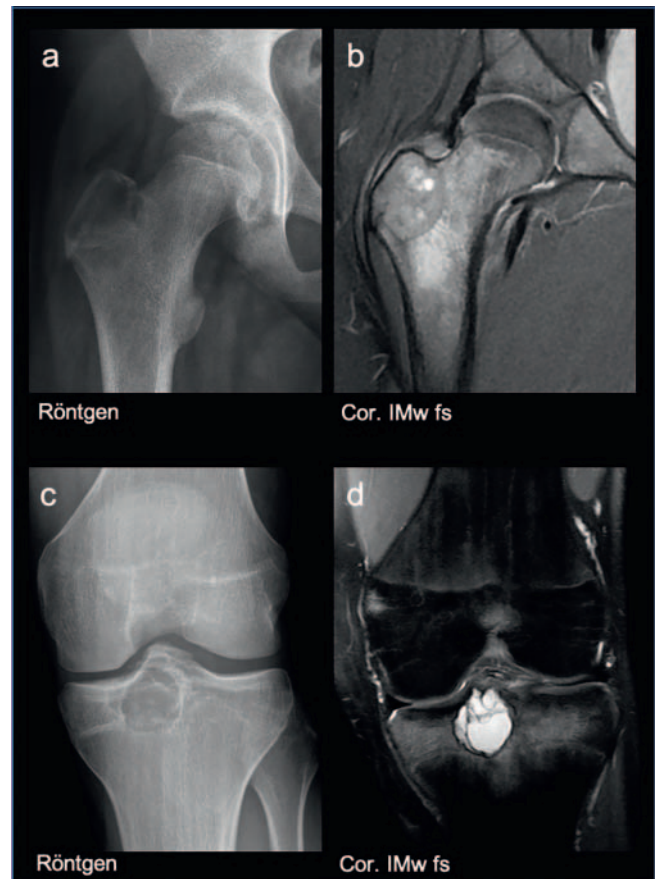 a
b
Röntgen
Cor. IMw fs
c
d
Röntgen
Cor. IMw fs